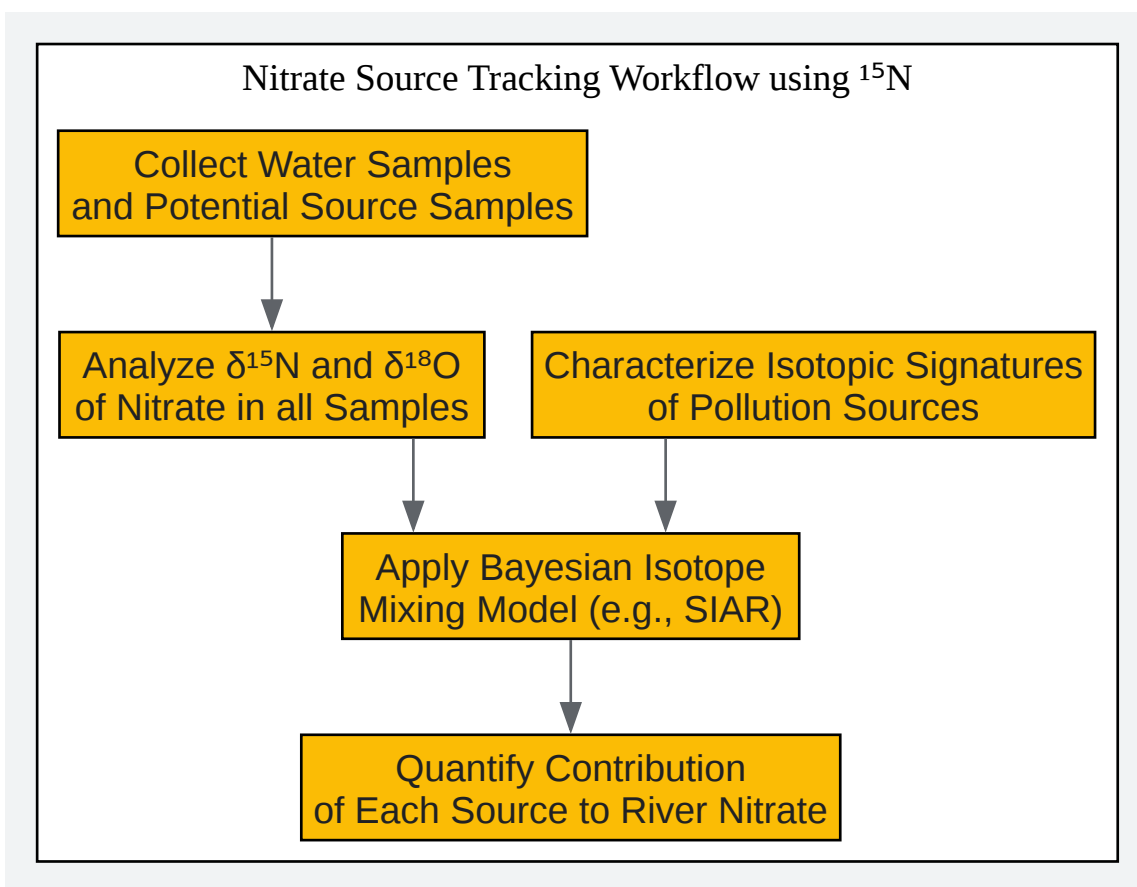 Nitrate Source Tracking Workflow using ¹⁵N
Collect Water Samples
and Potential Source Samples
Analyze δ¹⁵N and δ¹⁸O
of Nitrate in all Samples
Characterize Isotopic Signatures
of Pollution Sources
Apply Bayesian Isotope
Mixing Model (e.g., SIAR)
Quantify Contribution
of Each Source to River Nitrate